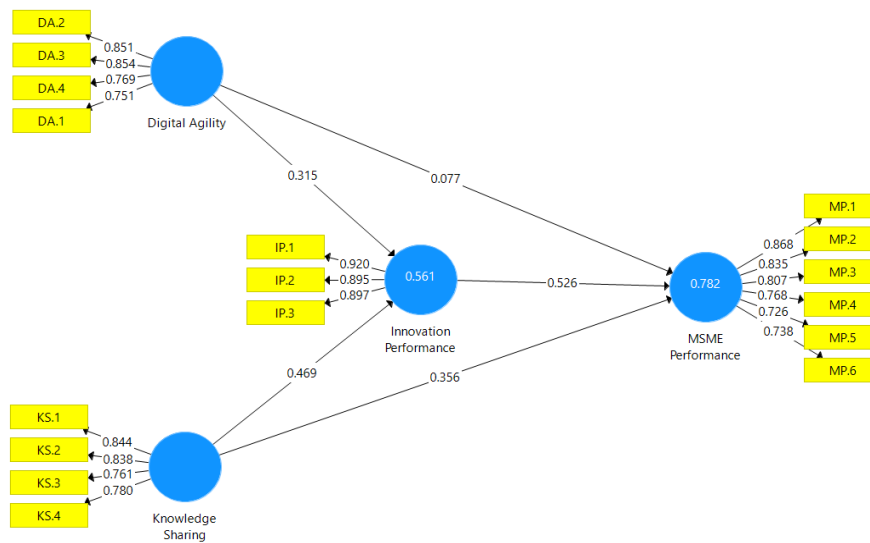 DA.2
DA.3
DA.4
DA.1
0.851
0.854
0.769
0.751
Digital Agility
0.315
0.077
IP.1
IP.2
IP.3
0.920
0.895
0.897
0.561
Innovation
Performance
0.526
0.782
MSME
Performance
MP.1
MP.2
MP.3
MP.4
MP.5
MP.6
0.868
0.835
0.807
0.768
0.726
0.738
0.469
0.356
KS.1
KS.2
KS.3
KS.4
0.844
0.838
0.761
0.780
Knowledge
Sharing